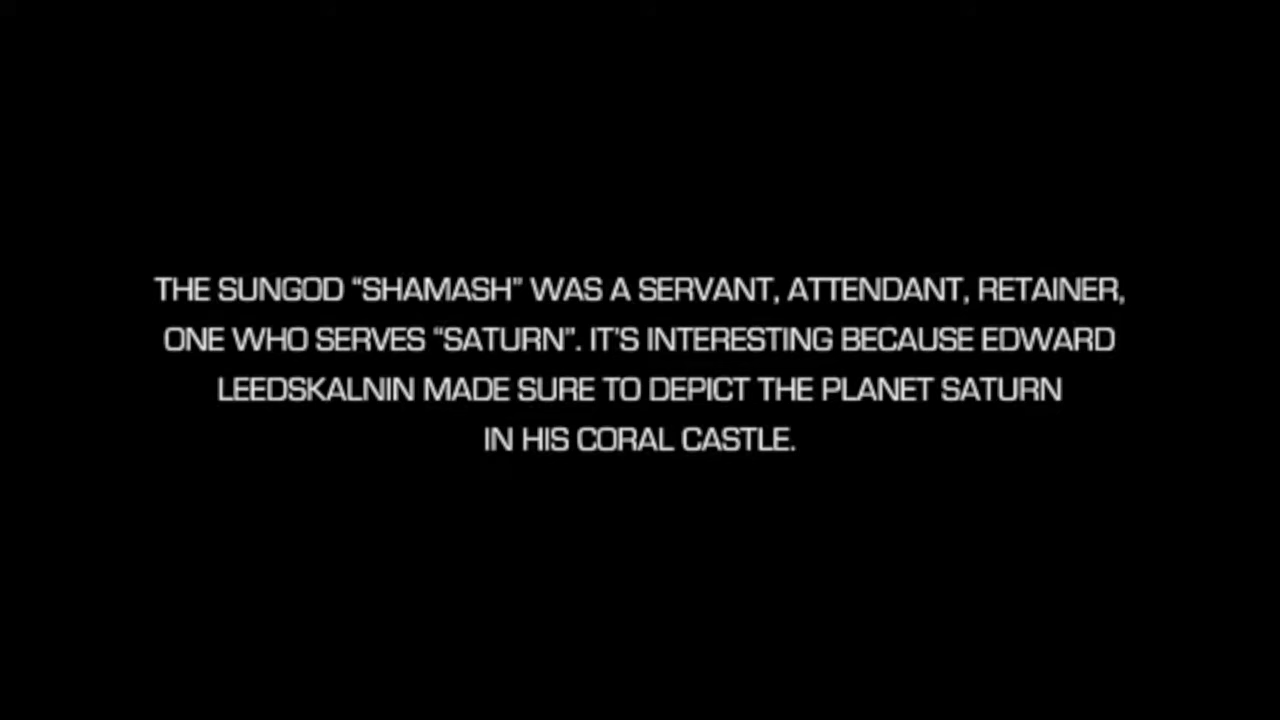 THE SUNGOD “SHAMASH” WAS A SERVANT, ATTENDANT, RETAINER,
ONE WHO SERVES “SATURN”. IT’S INTERESTING BECAUSE EDWARD
LEEDSKALNIN MADE SURE TO DEPICT THE PLANET SATURN
IN HIS CORAL CASTLE.